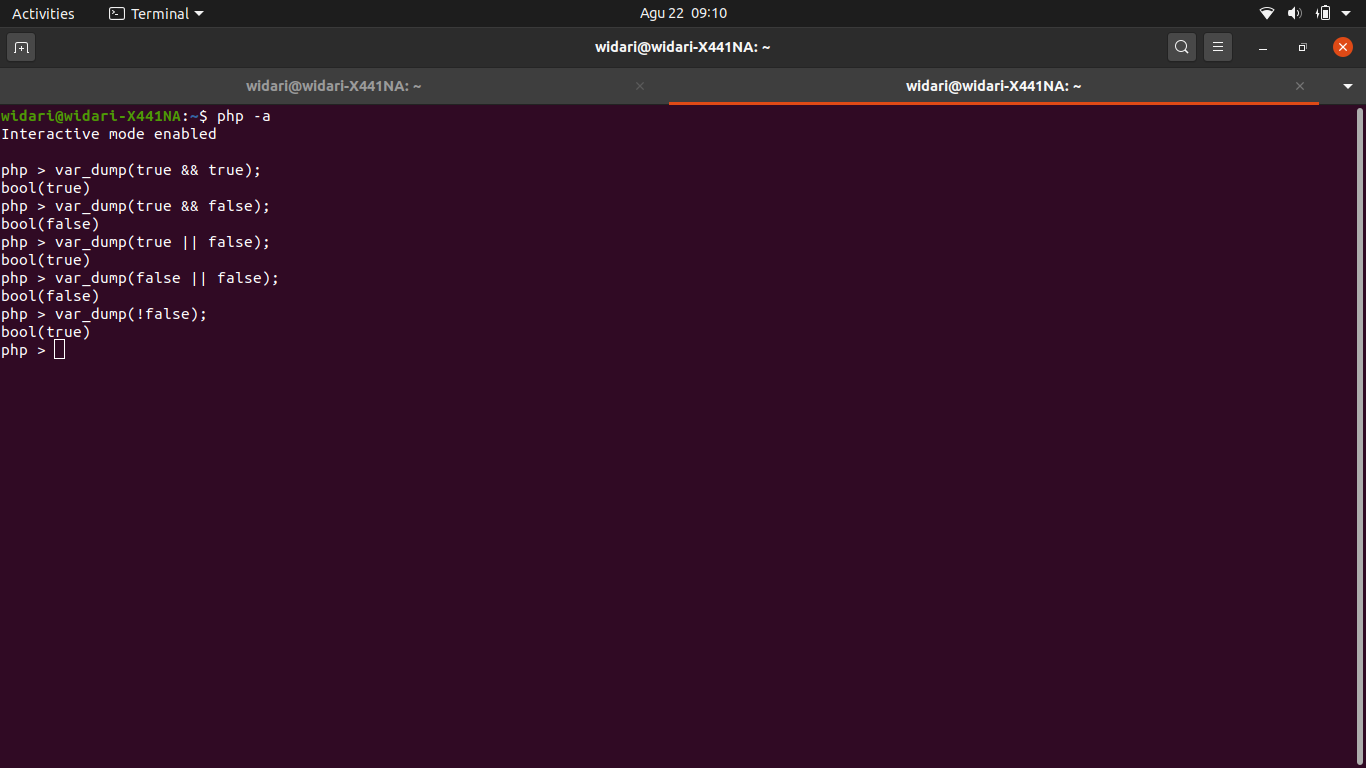 Activities Terminal Agu 22 09:10
widari@widari-X441NA: ~
widari@widari-X441NA: ~ widari@widari-X441NA: ~
widari@widari-X441NA:~$ php -a
Interactive mode enabled
php > var_dump(true && true);
bool(true)
php > var_dump(true && false);
bool(false)
php > var_dump(true || false);
bool(true)
php > var_dump(false || false);
bool(false)
php > var_dump(!false);
bool(true)
php >